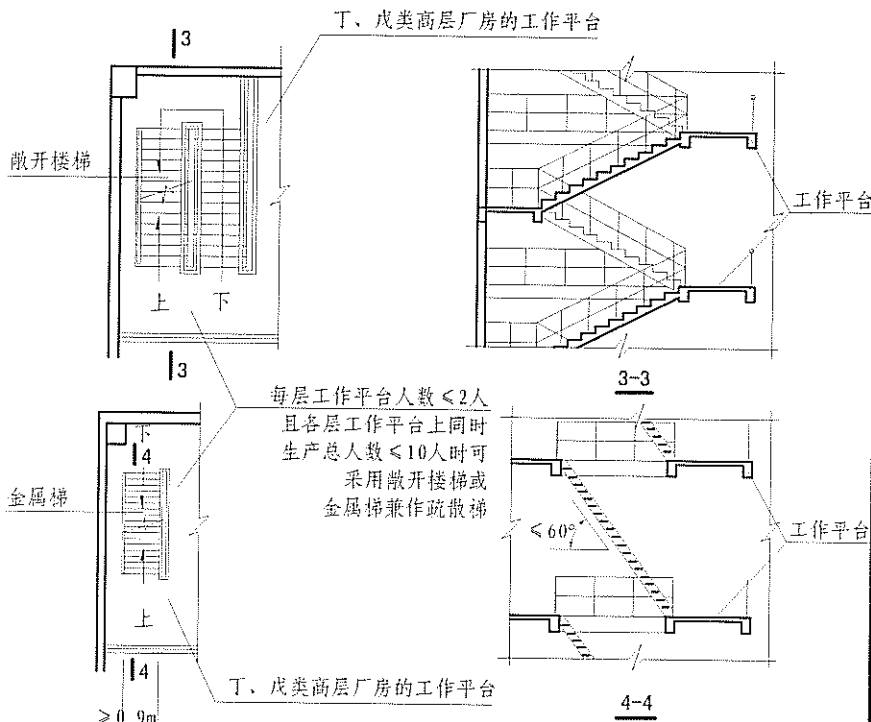 3
丁、戊类高层厂房的工作平台
敞开楼梯
工作平台
上 下
3
3-3
每层工作平台人数≤2人
且各层工作平台上同时
生产总人数≤10人时可
采用敞开楼梯或
金属梯兼作疏散梯
下
4
金属梯
≤60°
工作平台
上
4
丁、戊类高层厂房的工作平台
≥0.9m
4-4